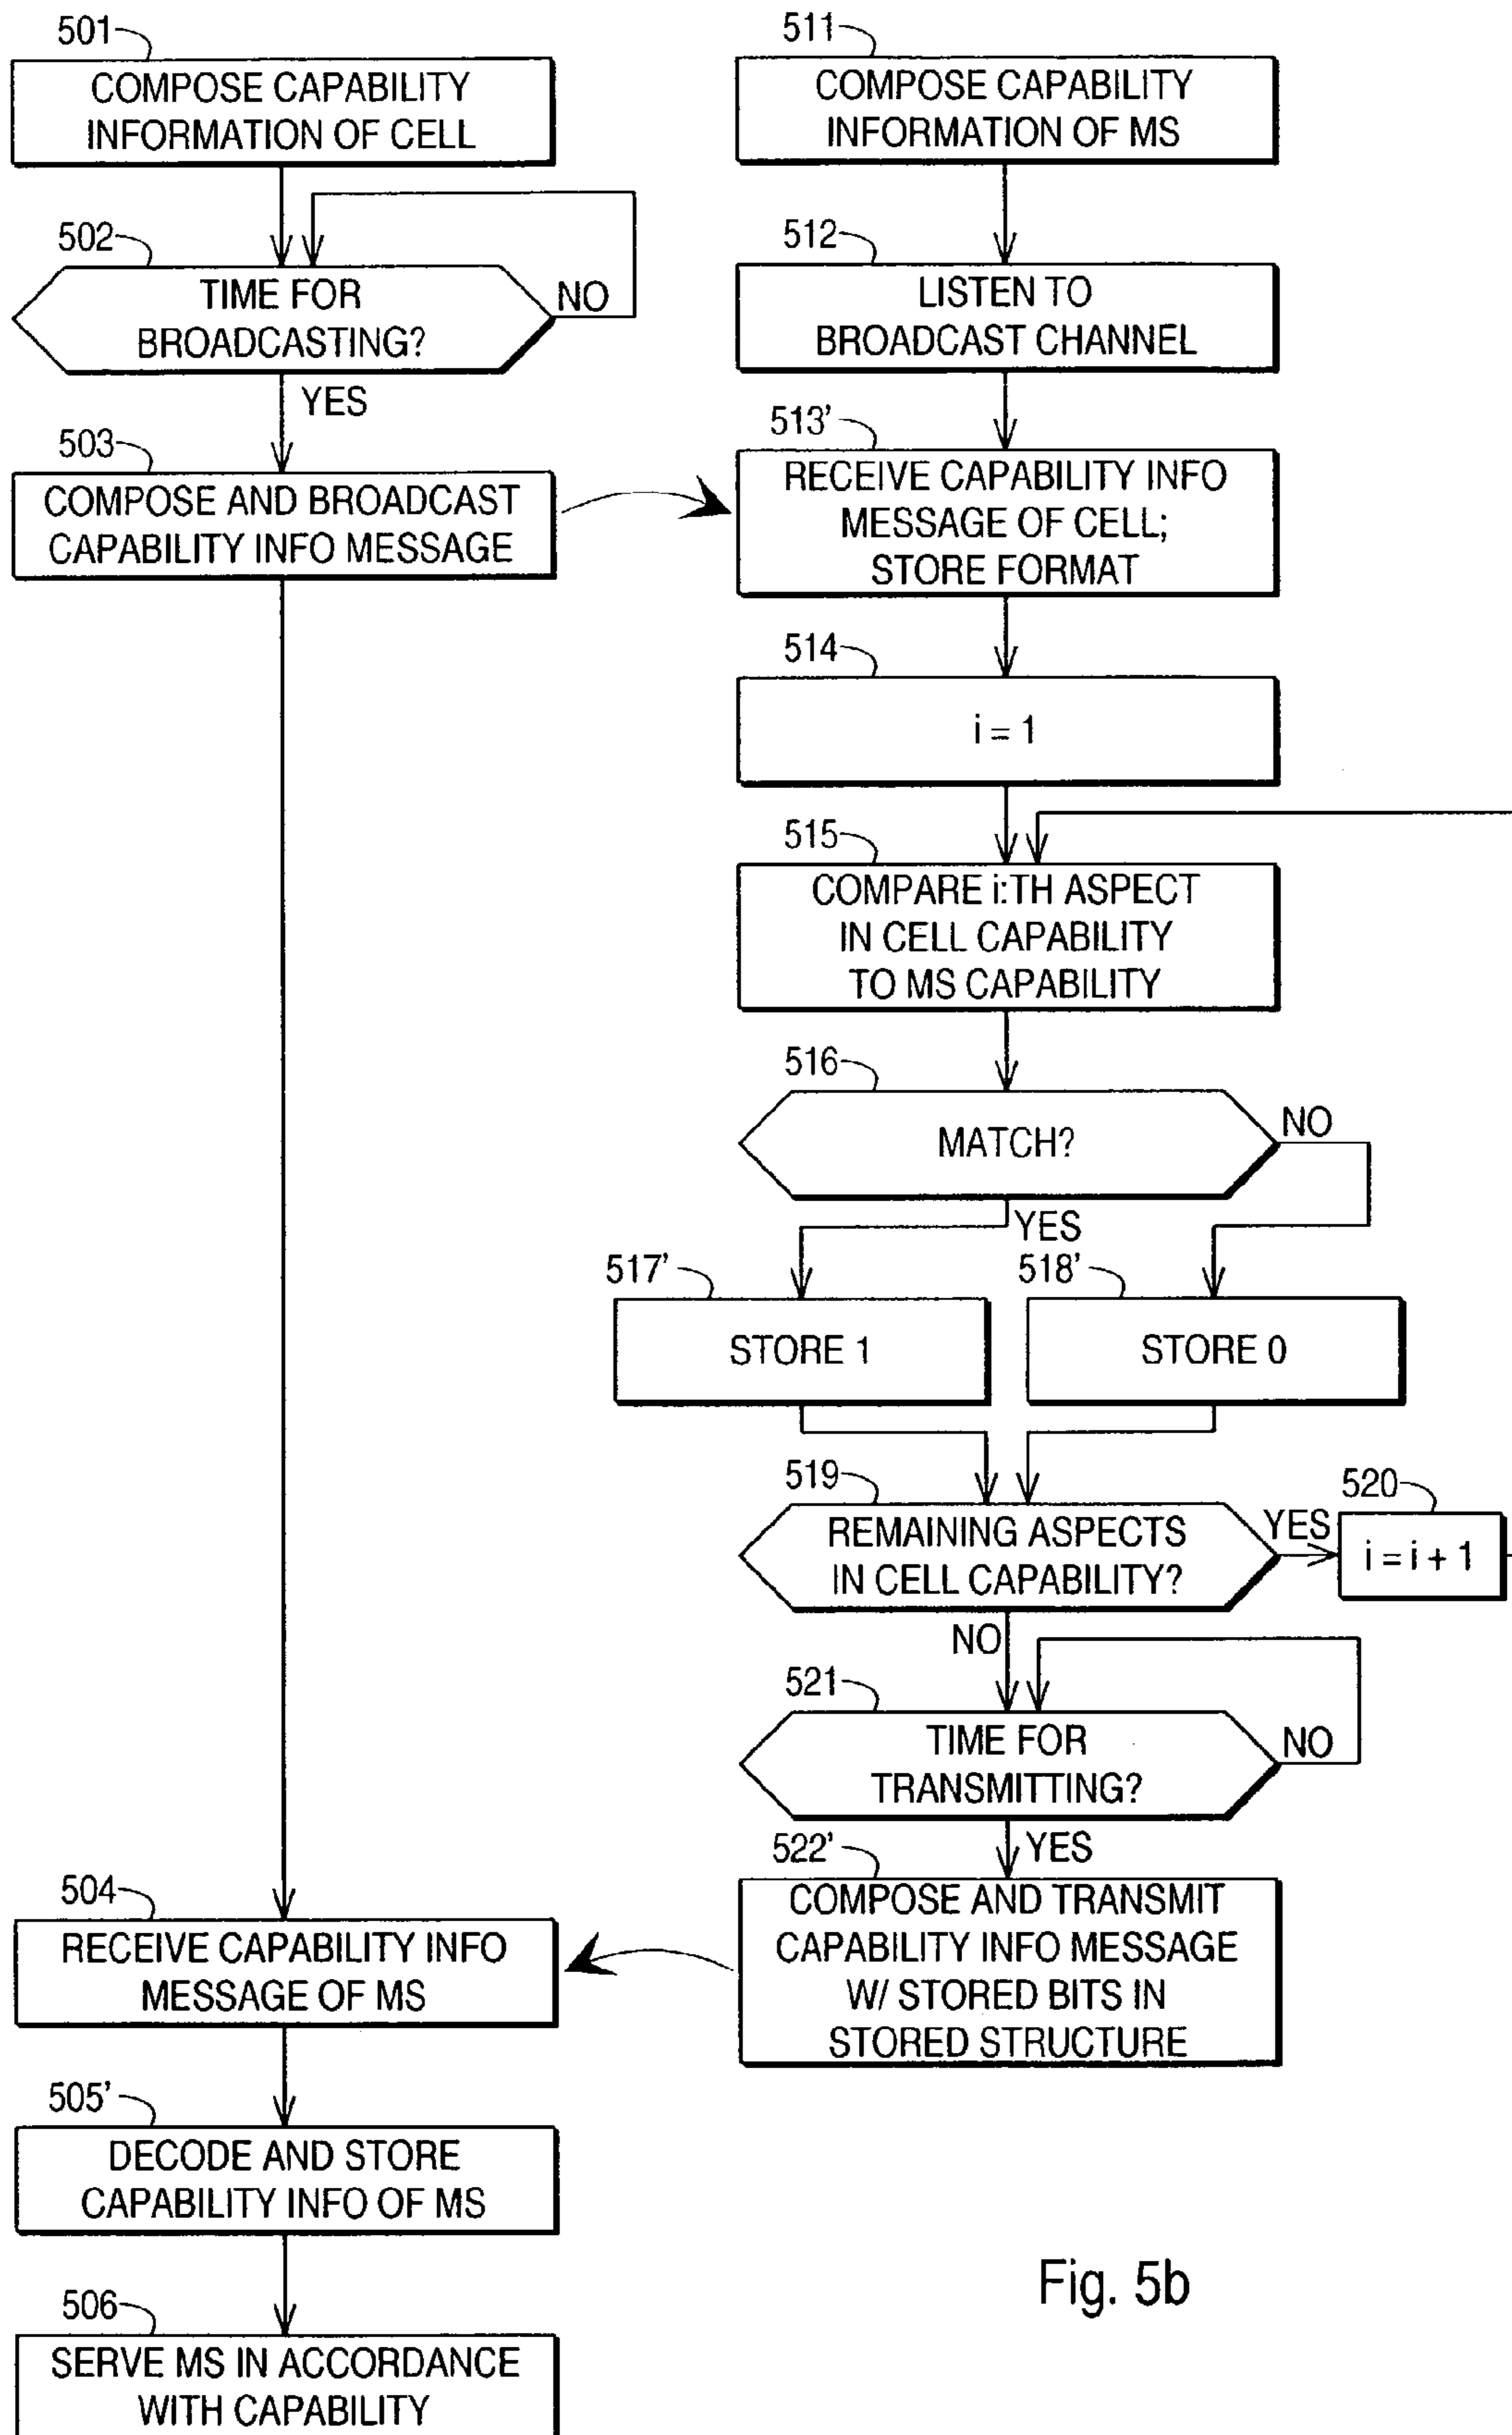 501
COMPOSE CAPABILITY
INFORMATION OF CELL
502
TIME FOR
BROADCASTING?
NO
YES
503
COMPOSE AND BROADCAST
CAPABILITY INFO MESSAGE
511
COMPOSE CAPABILITY
INFORMATION OF MS
512
LISTEN TO
BROADCAST CHANNEL
513'
RECEIVE CAPABILITY INFO
MESSAGE OF CELL;
STORE FORMAT
514
i = 1
515
COMPARE i:TH ASPECT
IN CELL CAPABILITY
TO MS CAPABILITY
516
MATCH?
NO
YES
517'
STORE 1
518'
STORE 0
519
REMAINING ASPECTS
IN CELL CAPABILITY?
YES
520
i = i + 1
NO
521
TIME FOR
TRANSMITTING?
NO
YES
522'
COMPOSE AND TRANSMIT
CAPABILITY INFO MESSAGE
W/ STORED BITS IN
STORED STRUCTURE
504
RECEIVE CAPABILITY INFO
MESSAGE OF MS
505'
DECODE AND STORE
CAPABILITY INFO OF MS
506
SERVE MS IN ACCORDANCE
WITH CAPABILITY
Fig. 5b